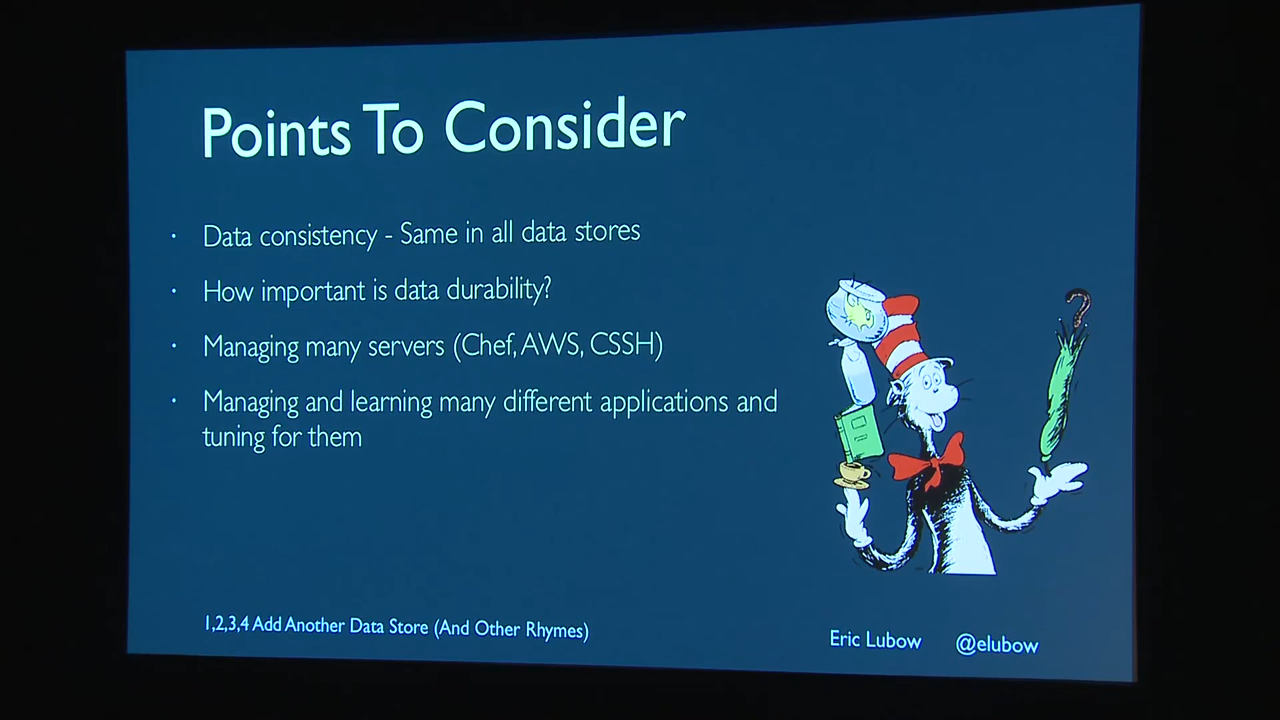 Points To Consider
· Data consistency - Same in all data stores
· How important is data durability?
· Managing many servers (Chef, AWS, CSSH)
· Managing and learning many different applications and
tuning for them
1,2,3,4 Add Another Data Store (And Other Rhymes)
Eric Lubow @elubow